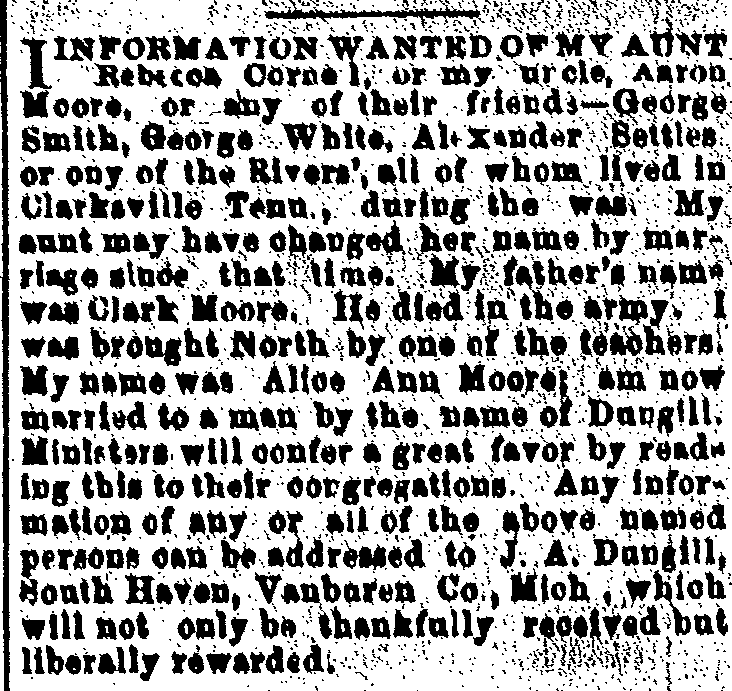 INFORMATION WANTED OF MY AUNT
Rebecca Cornel, or my uncle, Aaron
Moore, or any of their friends—George
Smith, George White, Alexander Settles
or ony of the Rivers', all of whom lived in
Clarksville Tenn., during the was. My
aunt may have changed her name by mar-
riage since that time. My father's name
was Clark Moore. He died in the army. I
was brought North by one of the teachers.
My name was Alice Ann Moore; am now
married to a man by the name of Dungill.
Ministers will confer a great favor by read-
ing this to their congregations. Any infor-
mation of any or all of the above named
persons can be addressed to J. A. Dungill,
South Haven, Vanburen Co., Mich , which
will not only be thankfully received but
liberally rewarded.